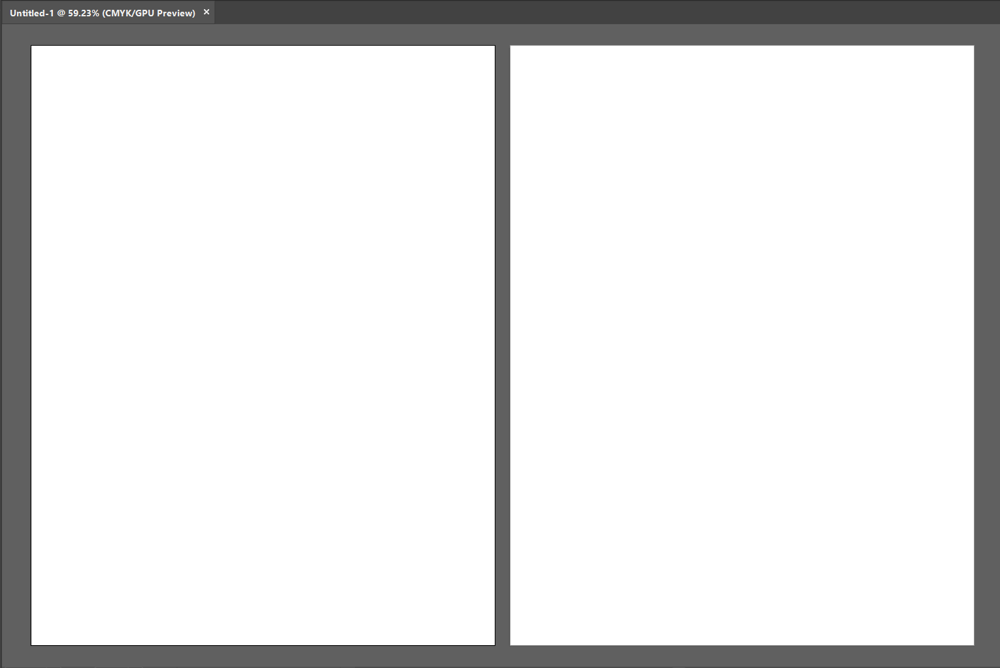 Untitled-1 @ 59.23% (CMYK/GPU Preview) ×